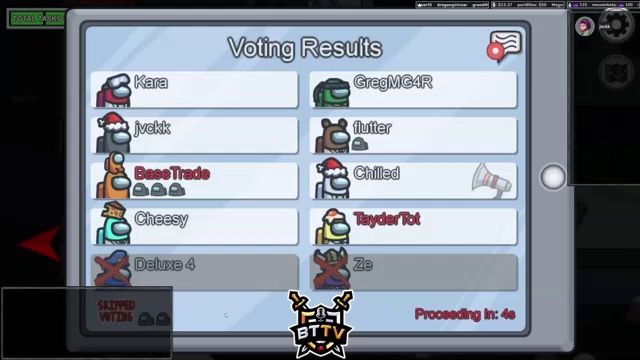 TOTAL TASKS
Voting Results
Kara
GregMG4R
jvckk
flutter
BaseTrade
Chilled
Cheesy
TayderTot
Deluxe 4
Ze
SKIPPED
VOTING
Proceeding In: 4s
BTTV
jvckk